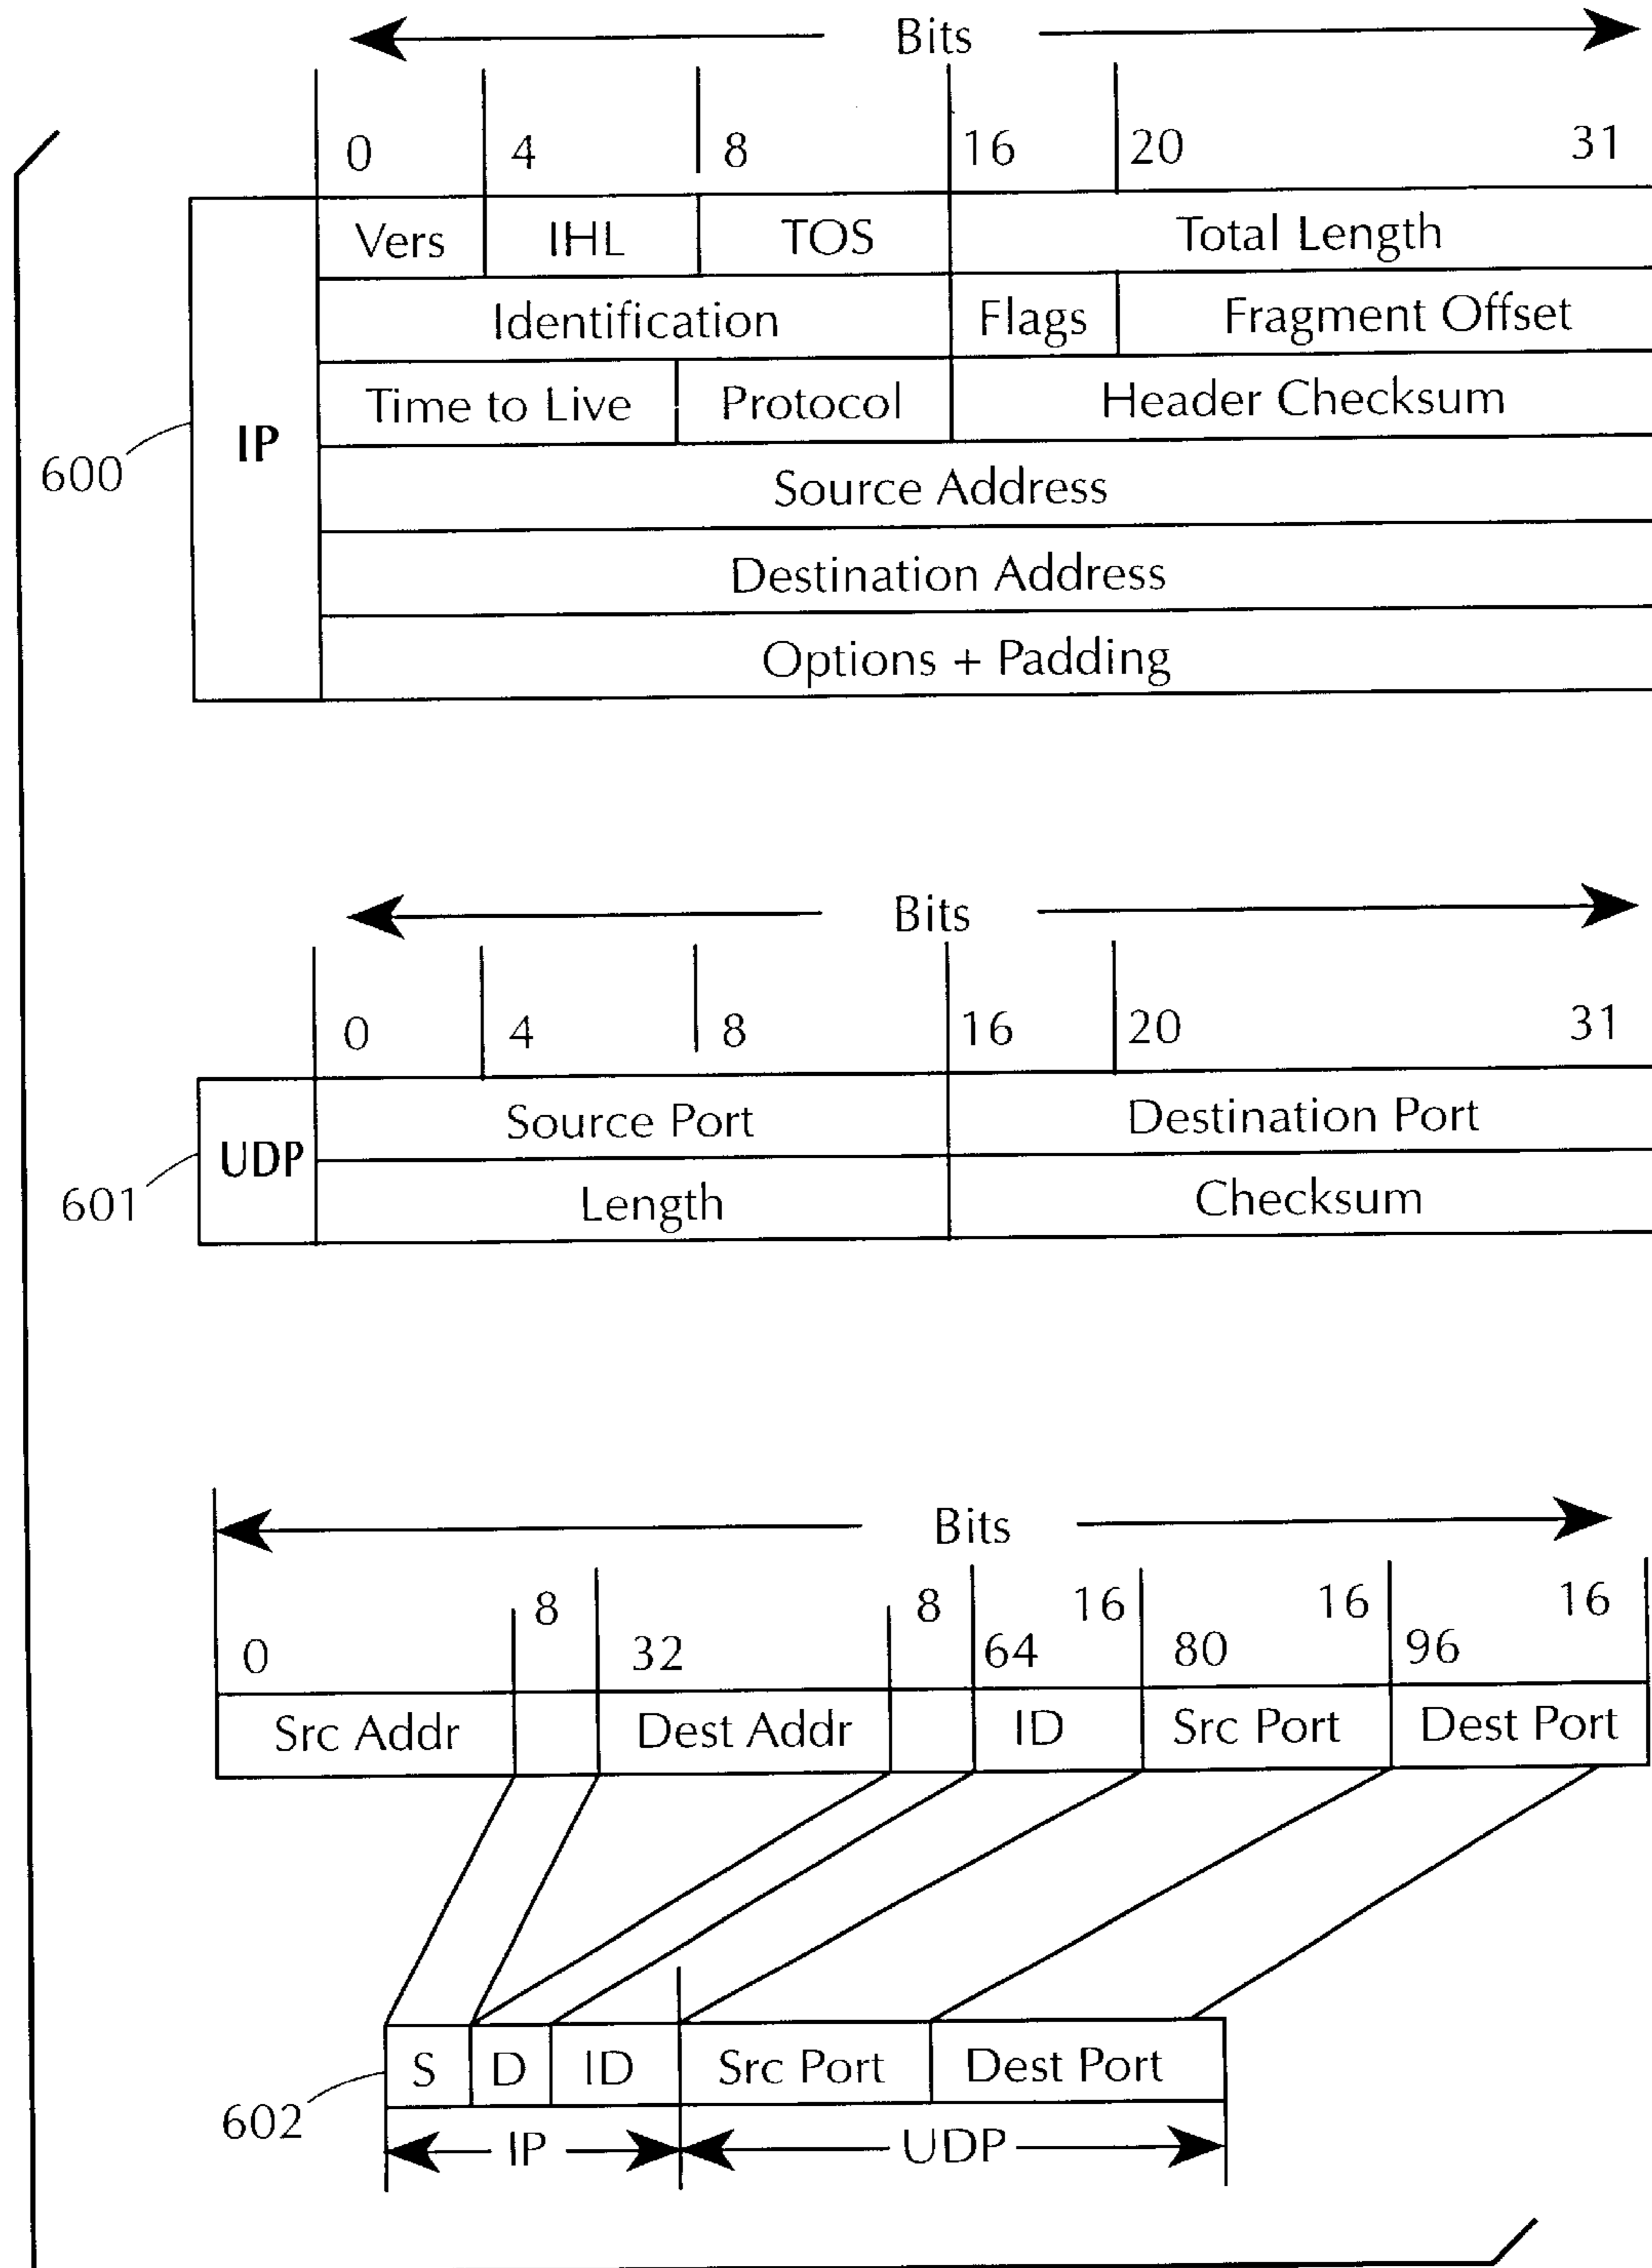 Bits
0 4 8 16 20 31
Vers IHL TOS Total Length
Identification Flags Fragment Offset
Time to Live Protocol Header Checksum
600 IP
Source Address
Destination Address
Options + Padding
Bits
0 4 8 16 20 31
Source Port Destination Port
601 UDP
Length Checksum
Bits
8 8 16 16 16
0 32 64 80 96
Src Addr Dest Addr ID Src Port Dest Port
S D ID Src Port Dest Port
602
IP UDP